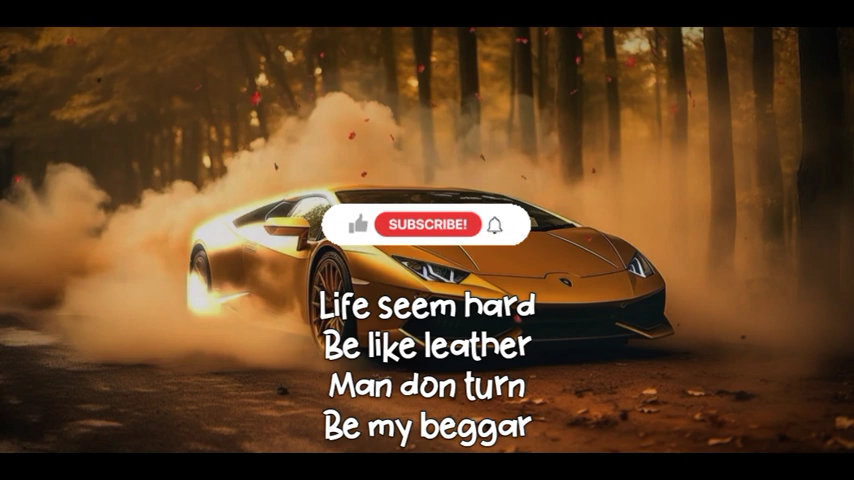 SUBSCRIBE!
Life seem hard
Be like leather
Man don turn
Be my beggar